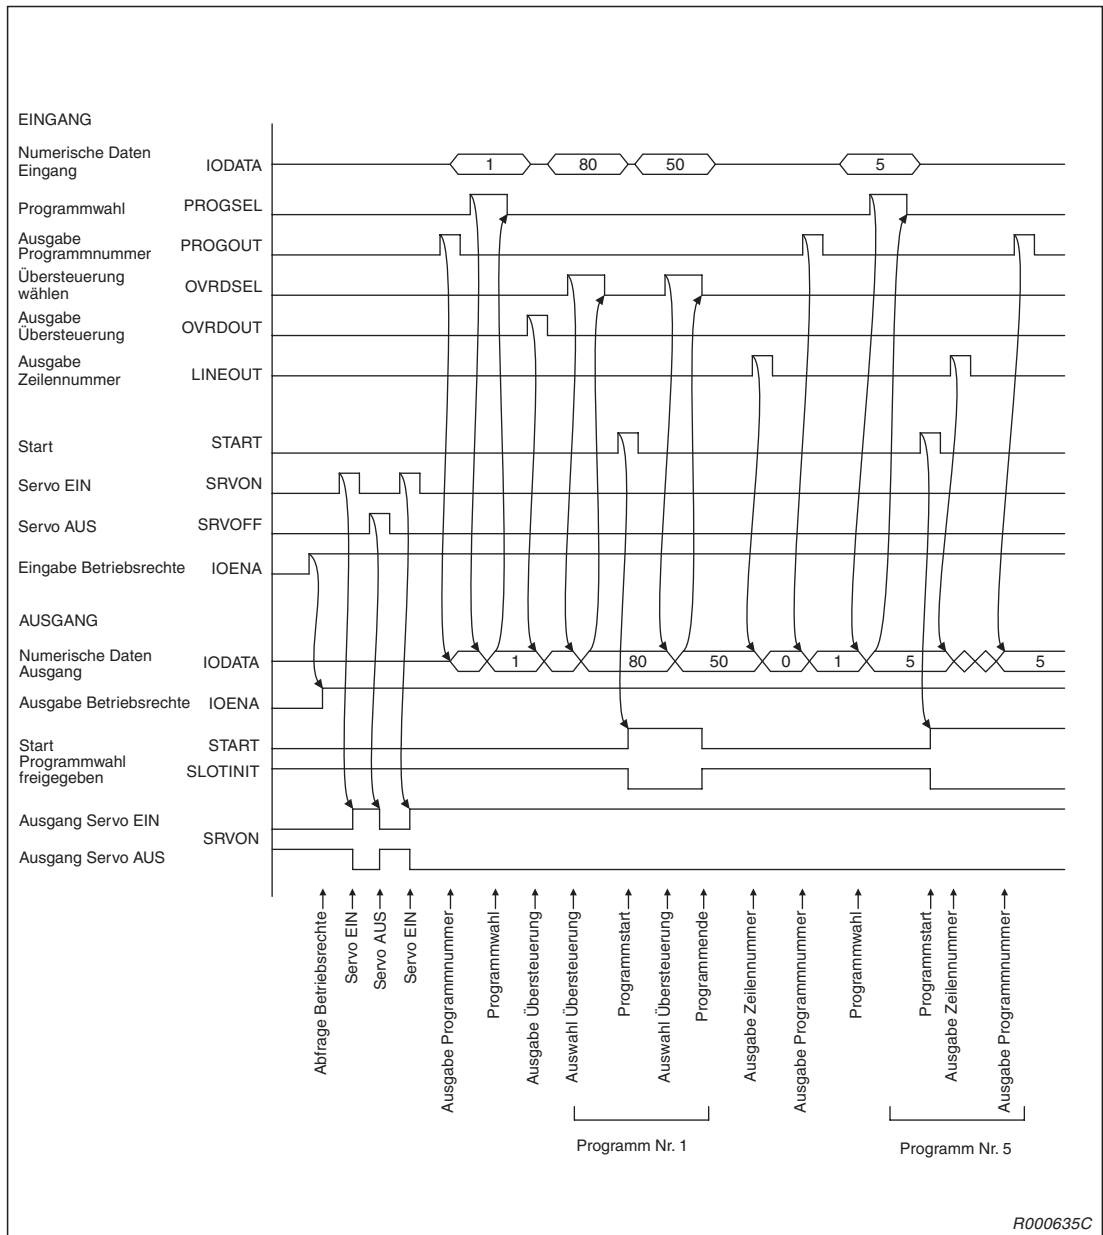 EINGANG
Numerische Daten
Eingang
IODATA
1
80
50
5
Programmwahl
PROGSEL
Ausgabe
Programmnummer
PROGOUT
Übersteuerung
wählen
OVRDSEL
Ausgabe
Übersteuerung
OVRDOUT
Ausgabe
Zeilennummer
LINEOUT
Start
START
Servo EIN
SRVON
Servo AUS
SRVOFF
Eingabe Betriebsrechte
IOENA
AUSGANG
Numerische Daten
Ausgang
IODATA
1
80
50
0
1
5
5
Ausgabe Betriebsrechte
IOENA
Start
START
Programmwahl
freigegeben
SLOTINIT
Ausgang Servo EIN
SRVON
Ausgang Servo AUS
Abfrage Betriebsrechte
Servo EIN
Servo AUS
Servo EIN
Ausgabe Programmnummer
Programmwahl
Ausgabe Übersteuerung
Auswahl Übersteuerung
Programmstart
Auswahl Übersteuerung
Programmende
Ausgabe Zeilennummer
Ausgabe Programmnummer
Programmwahl
Programmstart
Ausgabe Zeilennummer
Ausgabe Programmnummer
Programm Nr. 1
Programm Nr. 5
R000635C